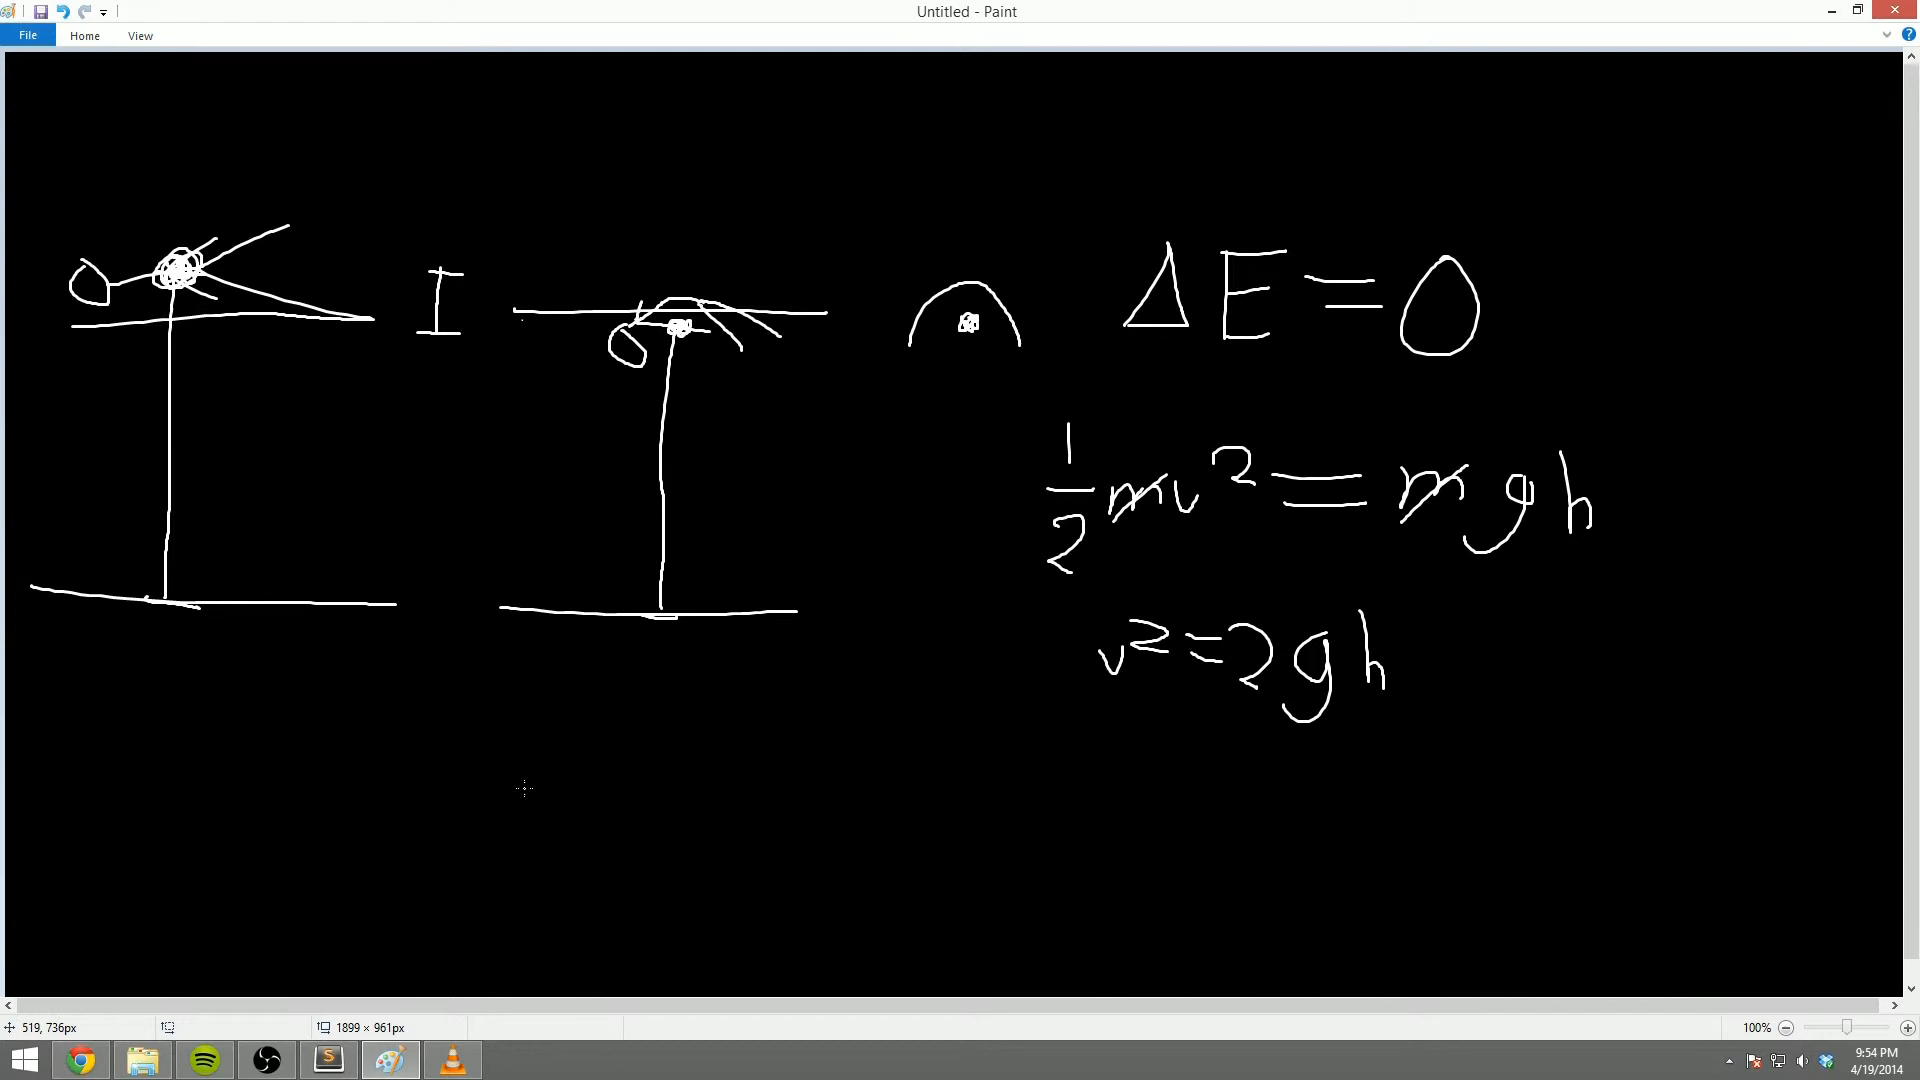 Untitled - Paint
File Home View
ΔE=0
1/2 mv²=mgh
v²=2gh
519, 736px
1899 × 961px
100%
9:54 PM
4/19/2014